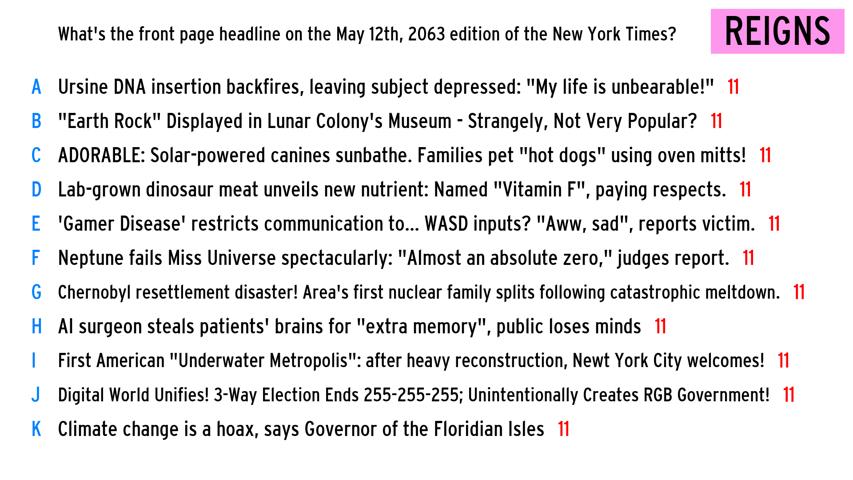 What's the front page headline on the May 12th, 2063 edition of the New York Times? REIGNS
A Ursine DNA insertion backfires, leaving subject depressed: "My life is unbearable!" 11
B "Earth Rock" Displayed in Lunar Colony's Museum - Strangely, Not Very Popular? 11
C ADORABLE: Solar-powered canines sunbathe. Families pet "hot dogs" using oven mitts! 11
D Lab-grown dinosaur meat unveils new nutrient: Named "Vitamin F", paying respects. 11
E 'Gamer Disease' restricts communication to... WASD inputs? "Aww, sad", reports victim. 11
F Neptune fails Miss Universe spectacularly: "Almost an absolute zero," judges report. 11
G Chernobyl resettlement disaster! Area's first nuclear family splits following catastrophic meltdown. 11
H AI surgeon steals patients' brains for "extra memory", public loses minds 11
I First American "Underwater Metropolis": after heavy reconstruction, Newt York City welcomes! 11
J Digital World Unifies! 3-Way Election Ends 255-255-255; Unintentionally Creates RGB Government! 11
K Climate change is a hoax, says Governor of the Floridian Isles 11